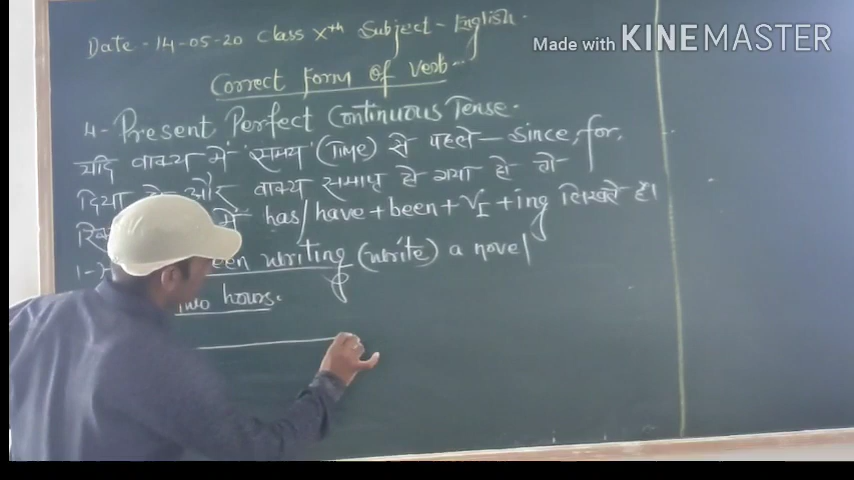 Date - 14-05-20 Class Xth Subject - English.
Made with KINEMASTER
Correct Form of Verb -
4- Present Perfect Continuous Tense.
यदि वाक्य में 'समय' (Time) से पहले - since, for,
दिया और वाक्य समाप्त हो गया हो तो
में has/have + been + V1 + ing लिखते हैं।
1- een writing (write) a novel
Two hours.